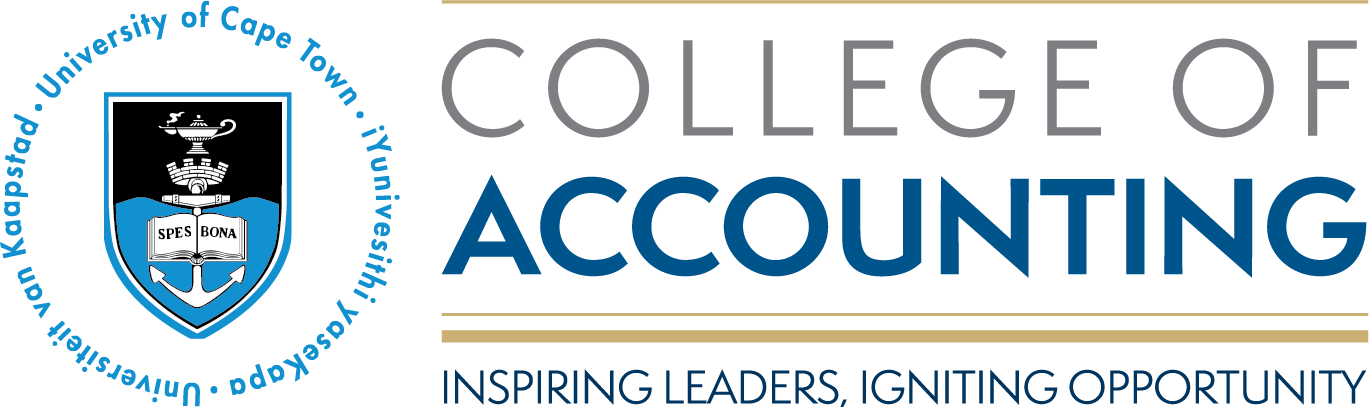 University of Cape Town · iYunivesithi yaseKapa · Universiteit van Kaapstad ·
SPES BONA
COLLEGE OF
ACCOUNTING
INSPIRING LEADERS, IGNITING OPPORTUNITY